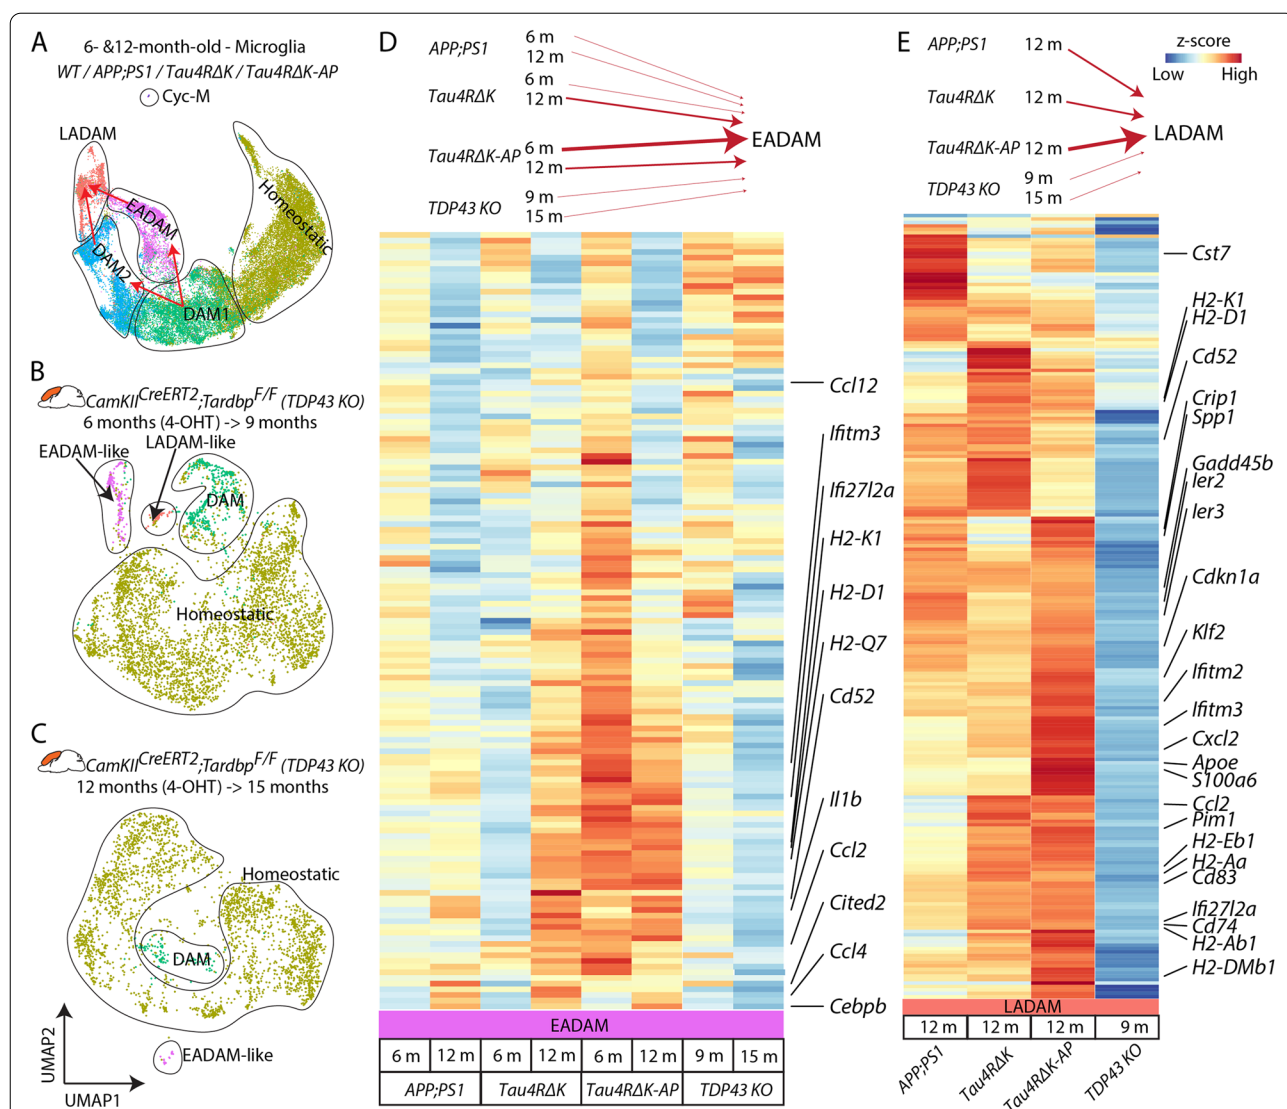 A
6- &12-month-old - Microglia
WT / APP;PS1 / Tau4RΔK / Tau4RΔK-AP
Cyc-M
LADAM
EADAM
Homeostatic
DAM2
DAM1
B
CamKII^CreERT2;Tardbp^F/F (TDP43 KO)
6 months (4-OHT) -> 9 months
LADAM-like
EADAM-like
DAM
Homeostatic
C
CamKII^CreERT2;Tardbp^F/F (TDP43 KO)
12 months (4-OHT) -> 15 months
Homeostatic
DAM
EADAM-like
UMAP2
UMAP1
D
APP;PS1
6 m
12 m
Tau4RΔK
6 m
12 m
Tau4RΔK-AP
6 m
12 m
TDP43 KO
9 m
15 m
EADAM
Ccl12
Ifitm3
Ifi27l2a
H2-K1
H2-D1
H2-Q7
Cd52
Il1b
Ccl2
Cited2
Ccl4
Cebpb
EADAM
6 m 12 m 6 m 12 m 6 m 12 m 9 m 15 m
APP;PS1 Tau4RΔK Tau4RΔK-AP TDP43 KO
E
APP;PS1 12 m
Tau4RΔK 12 m
Tau4RΔK-AP 12 m
TDP43 KO
9 m
15 m
LADAM
z-score
Low High
Cst7
H2-K1
H2-D1
Cd52
Crip1
Spp1
Gadd45b
Ier2
Ier3
Cdkn1a
Klf2
Ifitm2
Ifitm3
Cxcl2
Apoe
S100a6
Ccl2
Pim1
H2-Eb1
H2-Aa
Cd83
Ifi27l2a
Cd74
H2-Ab1
H2-DMb1
LADAM
12 m 12 m 12 m 9 m
APP;PS1 Tau4RΔK Tau4RΔK-AP TDP43 KO